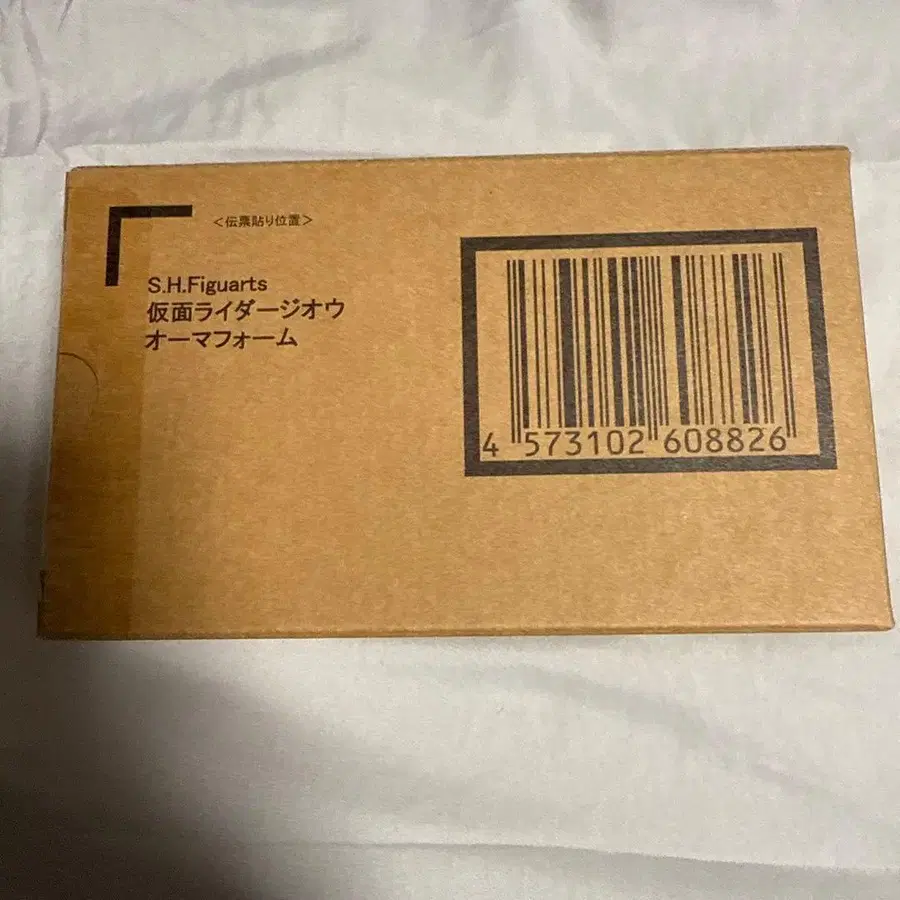 ＜伝票貼り位置＞
S.H.Figuarts
仮面ライダージオウ
オーマフォーム
4 573102 608826